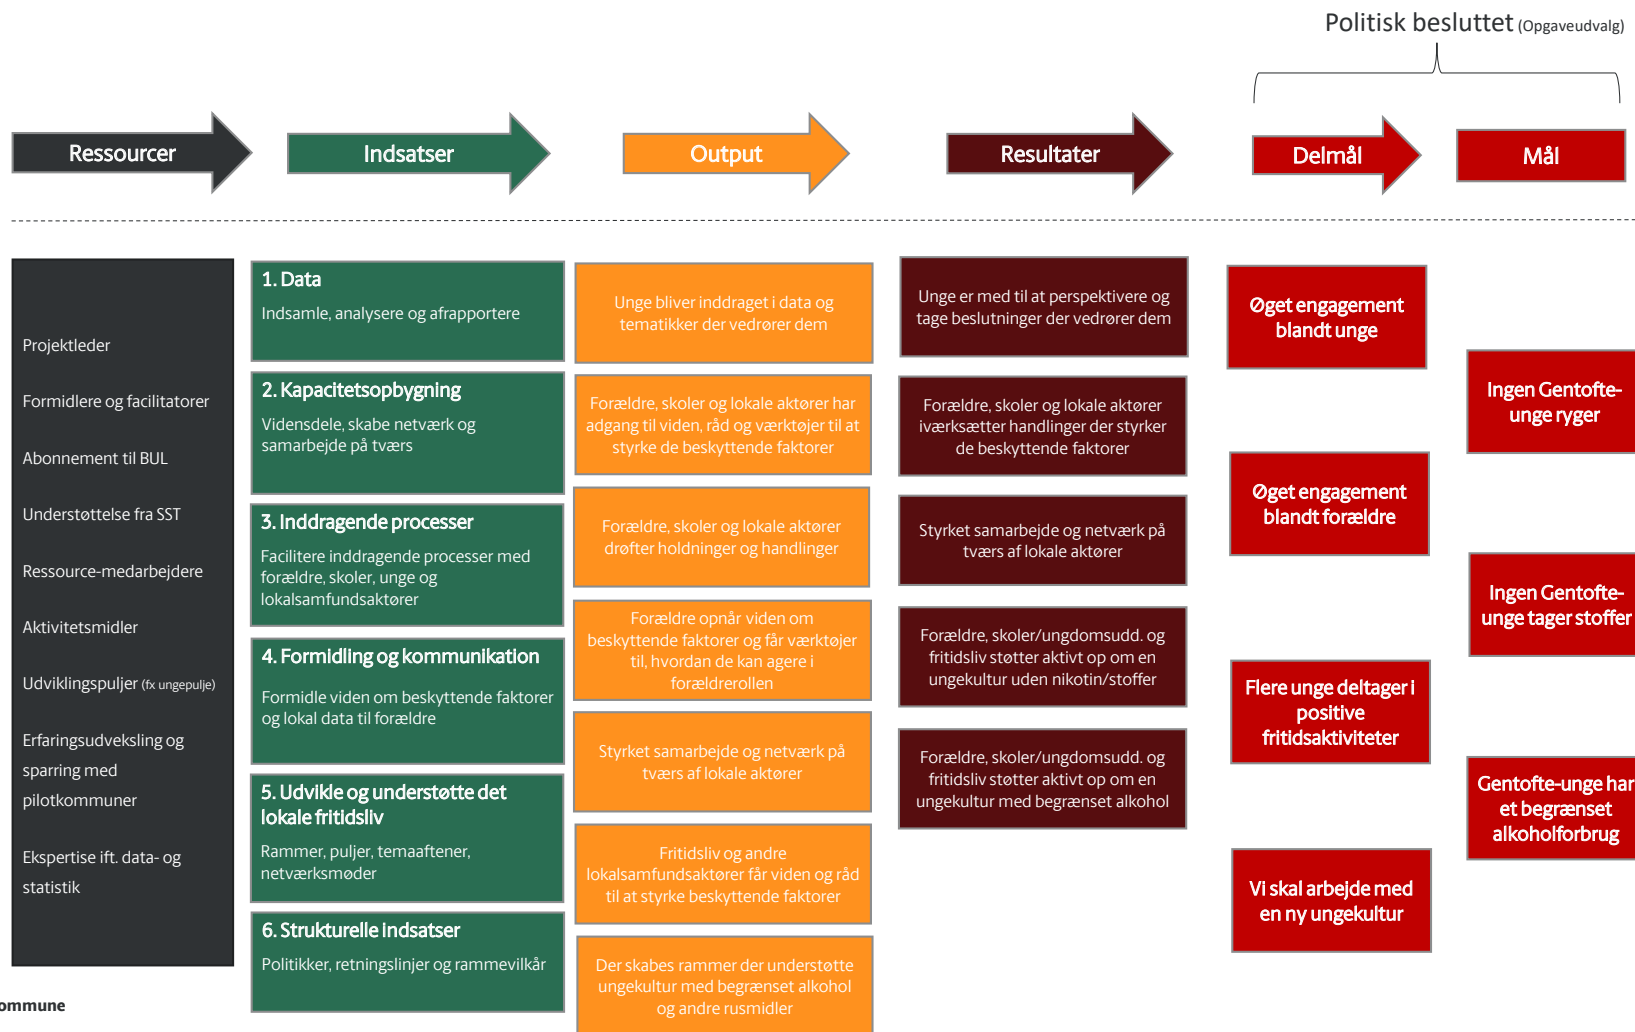 Politisk besluttet (Opgaveudvalg)
Ressourcer
Indsatser
Output
Resultater
Delmål
Mål
Projektleder
Formidlere og facilitatorer
Abonnement til BUL
Understøttelse fra SST
Ressource-medarbejdere
Aktivitetsmidler
Udviklingspuljer (fx ungepulje)
Erfaringsudveksling og
sparring med
pilotkommuner
Ekspertise ift. data- og
statistik
1. Data
Indsamle, analysere og afrapportere
2. Kapacitetsopbygning
Vidensdele, skabe netværk og
samarbejde på tværs
3. Inddragende processer
Facilitere inddragende processer med
forældre, skoler, unge og
lokalsamfundsaktører
4. Formidling og kommunikation
Formidle viden om beskyttende faktorer
og lokal data til forældre
5. Udvikle og understøtte det
lokale fritidsliv
Rammer, puljer, temaaftener,
netværksmøder
6. Strukturelle indsatser
Politikker, retningslinjer og rammevilkår
Unge bliver inddraget i data og
tematikker der vedrører dem
Forældre, skoler og lokale aktører har
adgang til viden, råd og værktøjer til at
styrke de beskyttende faktorer
Forældre, skoler og lokale aktører
drøfter holdninger og handlinger
Forældre opnår viden om
beskyttende faktorer og får værktøjer
til, hvordan de kan agere i
forældrerollen
Styrket samarbejde og netværk på
tværs af lokale aktører
Fritidsliv og andre
lokalsamfundsaktører får viden og råd
til at styrke beskyttende faktorer
Der skabes rammer der understøtte
ungekultur med begrænset alkohol
og andre rusmidler
Unge er med til at perspektivere og
tage beslutninger der vedrører dem
Forældre, skoler og lokale aktører
iværksætter handlinger der styrker
de beskyttende faktorer
Styrket samarbejde og netværk på
tværs af lokale aktører
Forældre, skoler/ungdomsudd. og
fritidsliv støtter aktivt op om en
ungekultur uden nikotin/stoffer
Forældre, skoler/ungdomsudd. og
fritidsliv støtter aktivt op om en
ungekultur med begrænset alkohol
Øget engagement
blandt unge
Øget engagement
blandt forældre
Flere unge deltager i
positive
fritidsaktiviteter
Vi skal arbejde med
en ny ungekultur
Ingen Gentofte-
unge ryger
Ingen Gentofte-
unge tager stoffer
Gentofte-unge har
et begrænset
alkoholforbrug
ommune